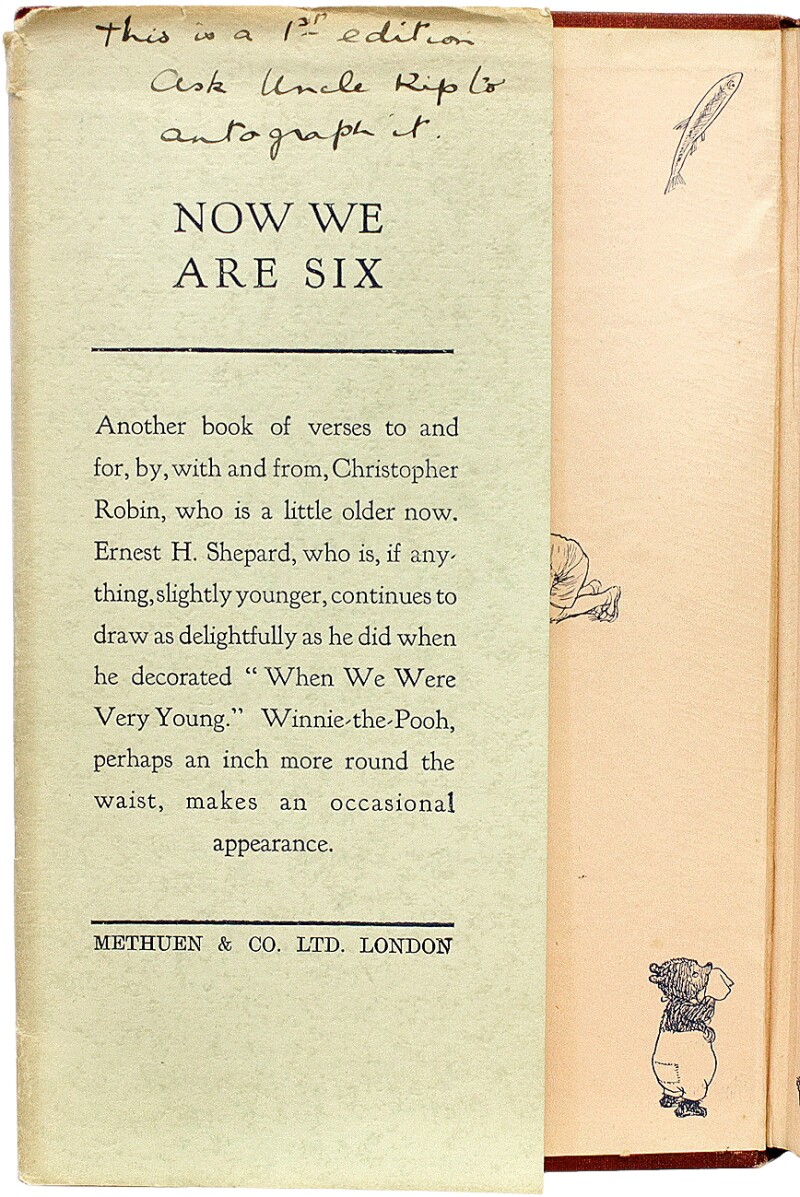 This is a 1st edition
Ask Uncle Kip to
autograph it.
NOW WE
ARE SIX
Another book of verses to and
for, by, with and from, Christopher
Robin, who is a little older now.
Ernest H. Shepard, who is, if any-
thing, slightly younger, continues to
draw as delightfully as he did when
he decorated “ When We Were
Very Young.” Winnie-the-Pooh,
perhaps an inch more round the
waist, makes an occasional
appearance.
METHUEN & CO. LTD. LONDON